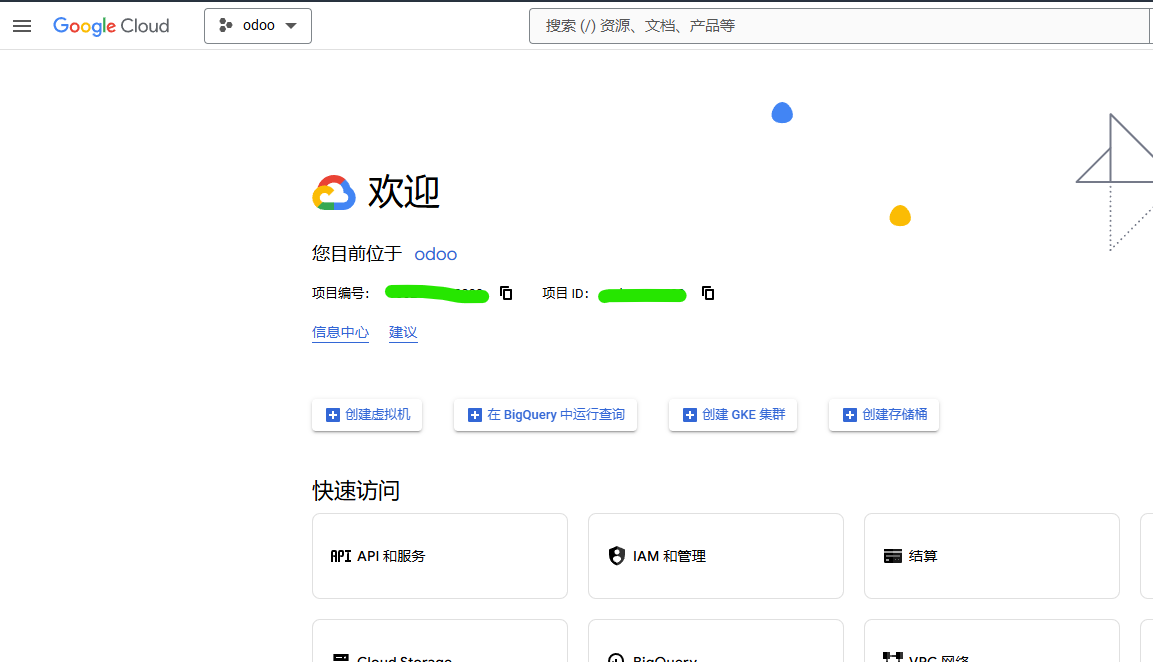 Google Cloud odoo 搜索 (/) 资源、文档、产品等
欢迎
您目前位于 odoo
项目编号： 项目 ID：
信息中心 建议
创建虚拟机 在 BigQuery 中运行查询 创建 GKE 集群 创建存储桶
快速访问
API API 和服务 IAM 和管理 结算
Cloud Storage BigQuery VPC 网络